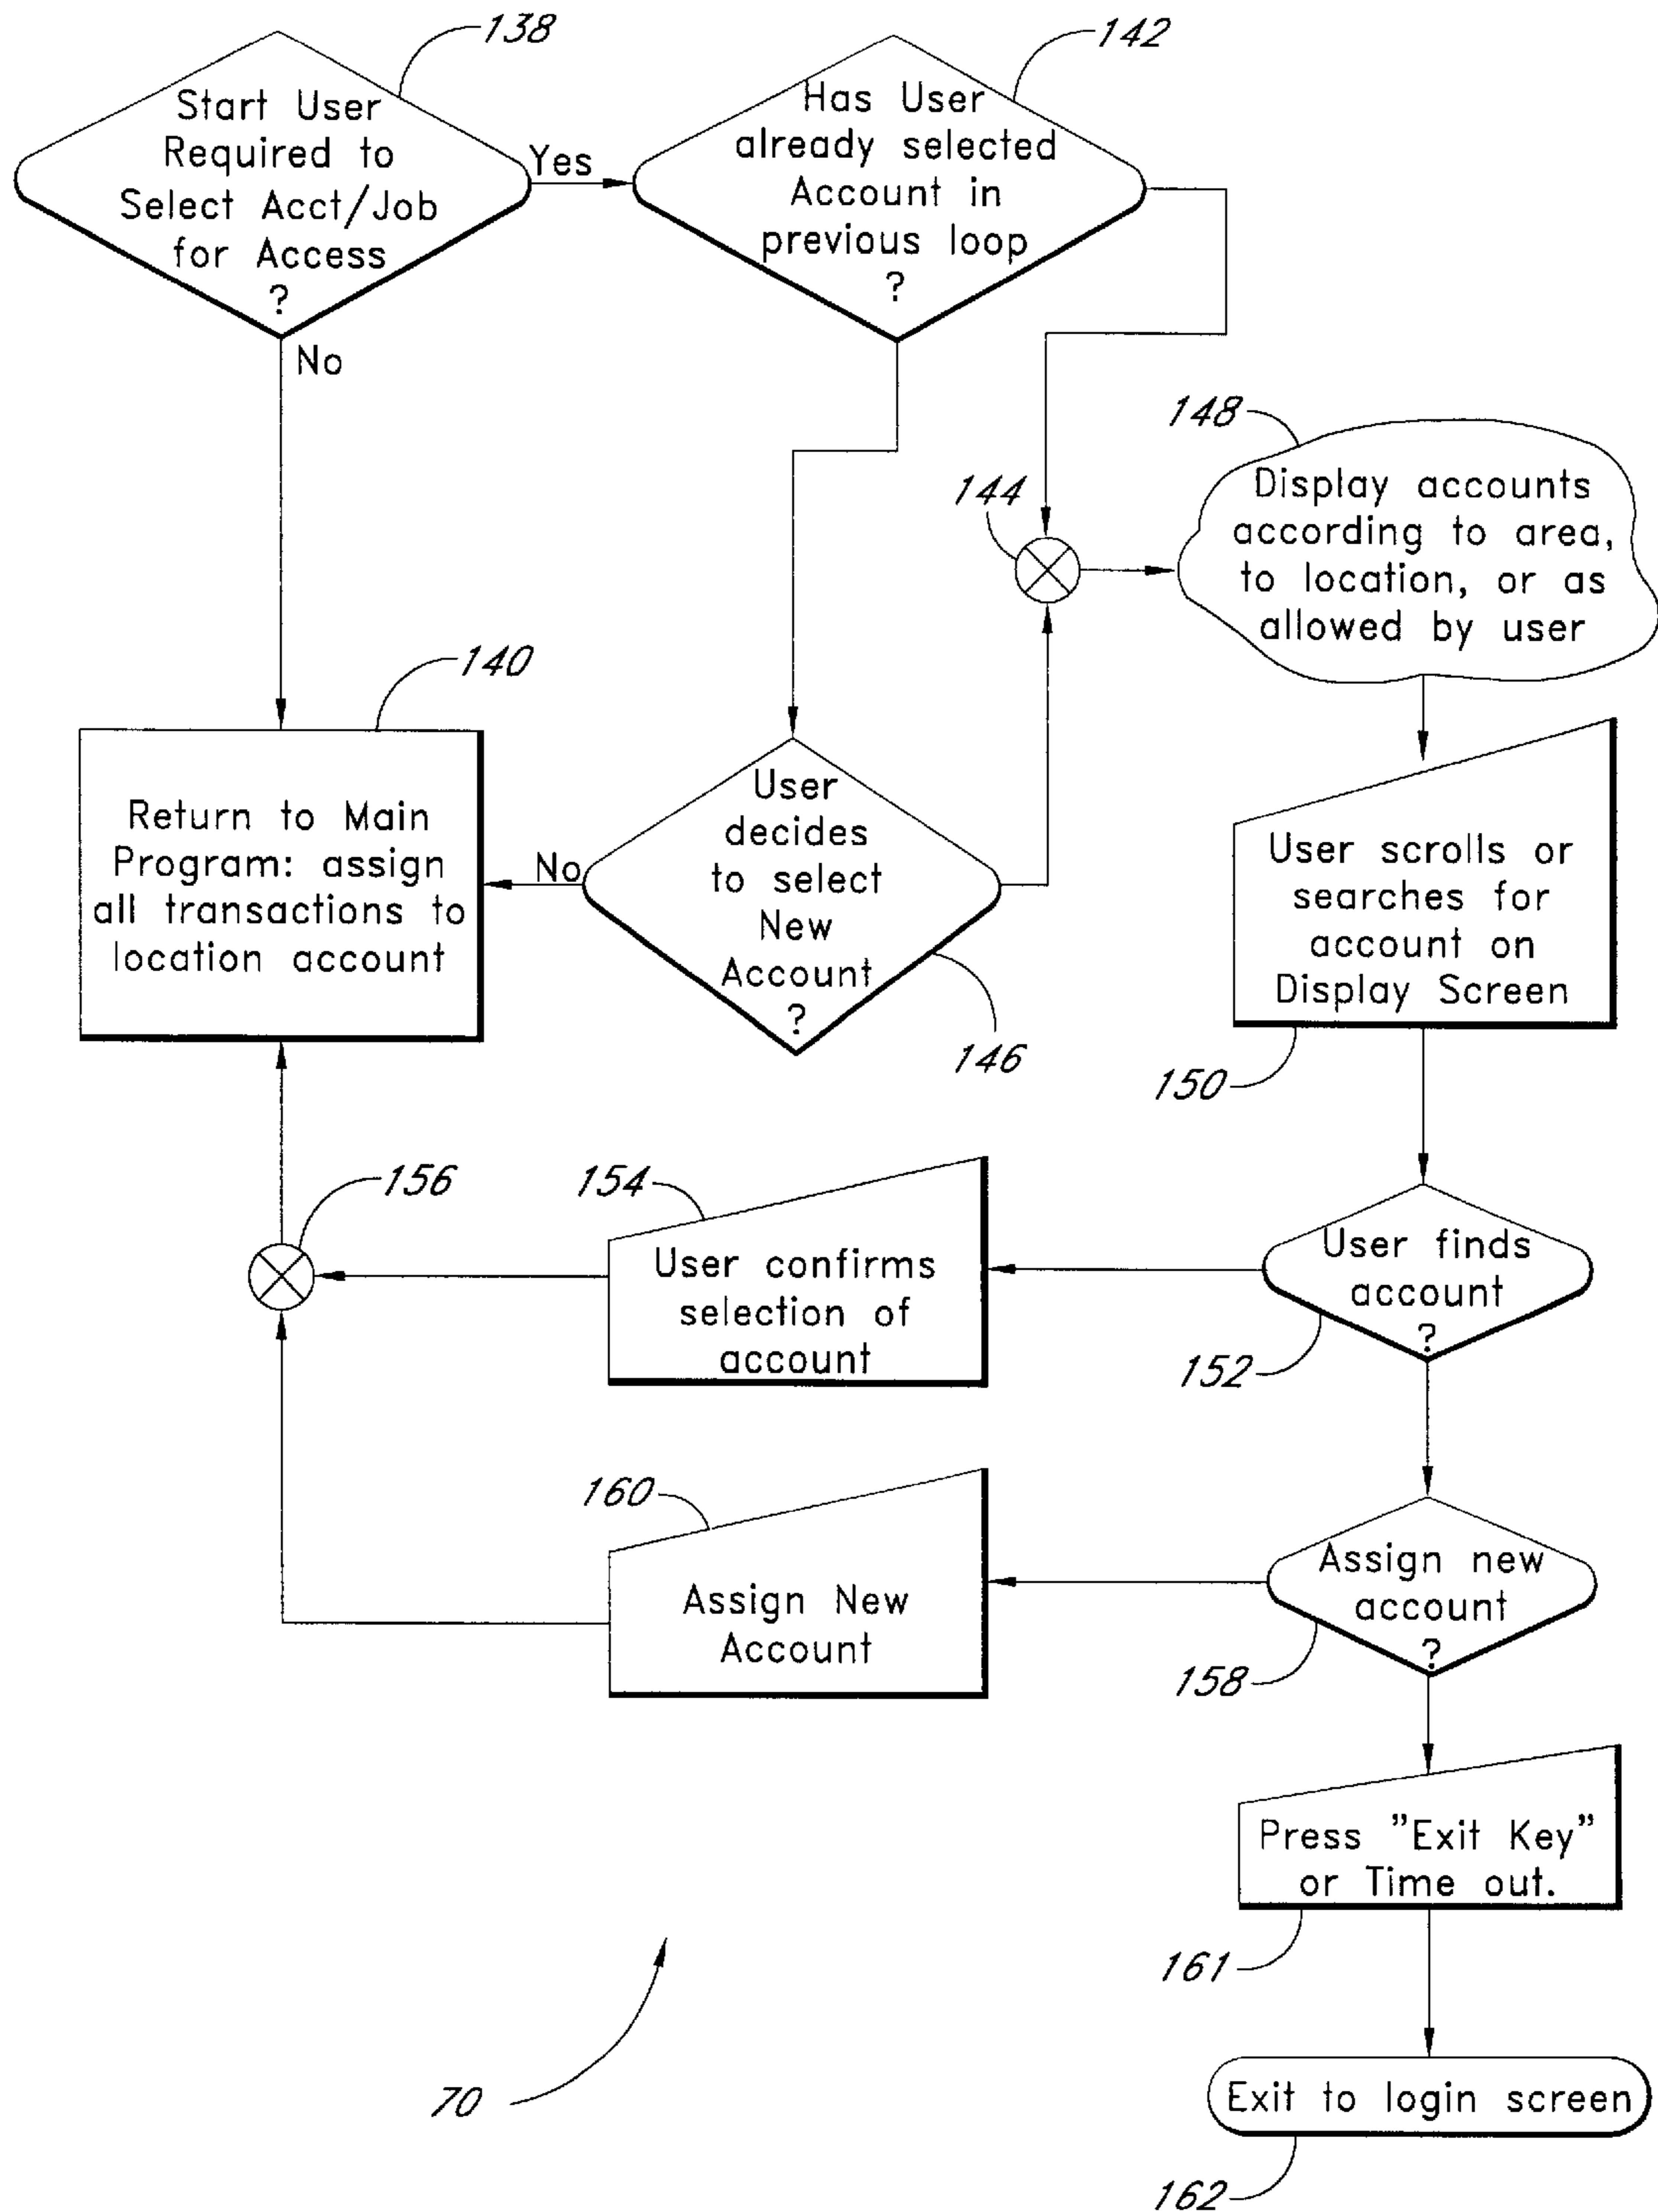 138
Start User
Required to
Select Acct/Job
for Access
?
Yes
No
142
Has User
already selected
Account in
previous loop
?
144
148
Display accounts
according to area,
to location, or as
allowed by user
140
Return to Main
Program: assign
all transactions to
location account
No
User
decides
to select
New
Account
?
146
User scrolls or
searches for
account on
Display Screen
150
156
154
User confirms
selection of
account
User finds
account
?
152
160
Assign New
Account
Assign new
account
?
158
Press "Exit Key"
or Time out.
161
70
Exit to login screen
162